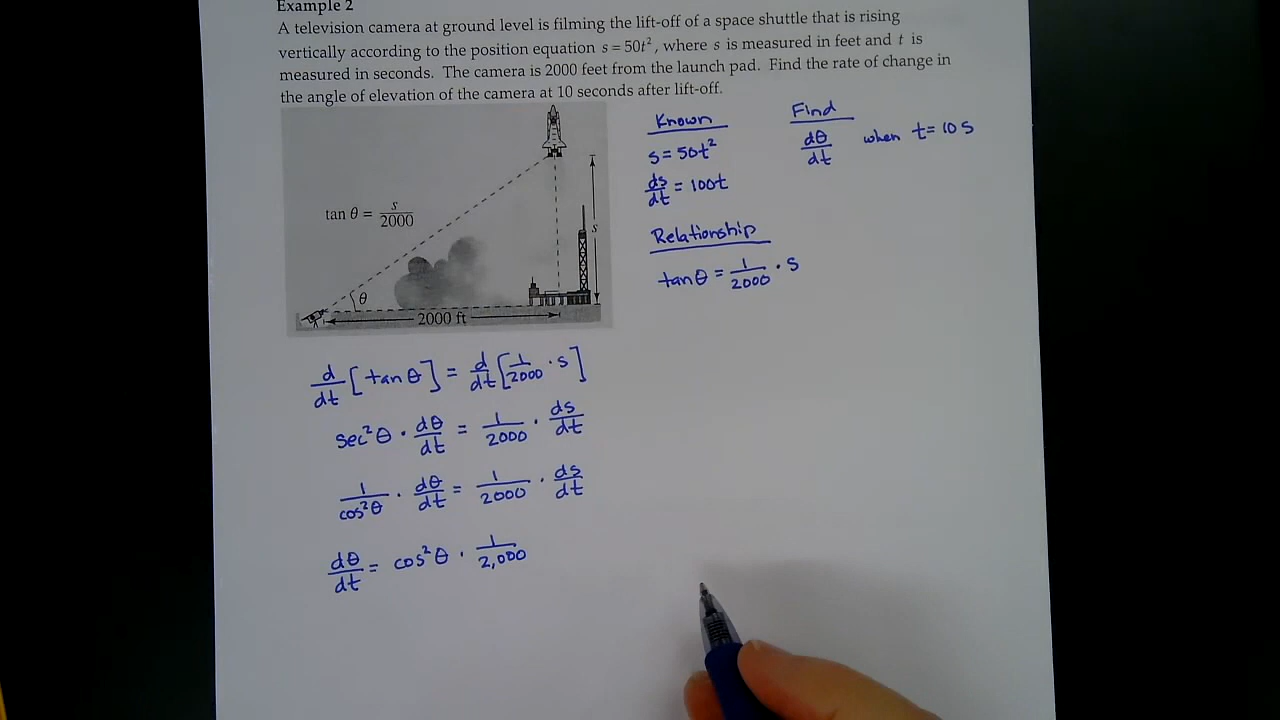 Example 2
A television camera at ground level is filming the lift-off of a space shuttle that is rising
vertically according to the position equation s = 50t², where s is measured in feet and t is
measured in seconds. The camera is 2000 feet from the launch pad. Find the rate of change in
the angle of elevation of the camera at 10 seconds after lift-off.
tan θ = s/2000
s
θ
2000 ft
Known
s = 50t²
ds/dt = 100t
Find
dθ/dt when t = 10 s
Relationship
tan θ = 1/2000 · s
d/dt [tan θ] = d/dt [1/2000 · s]
sec²θ · dθ/dt = 1/2000 · ds/dt
1/cos²θ · dθ/dt = 1/2000 · ds/dt
dθ/dt = cos²θ · 1/2,000